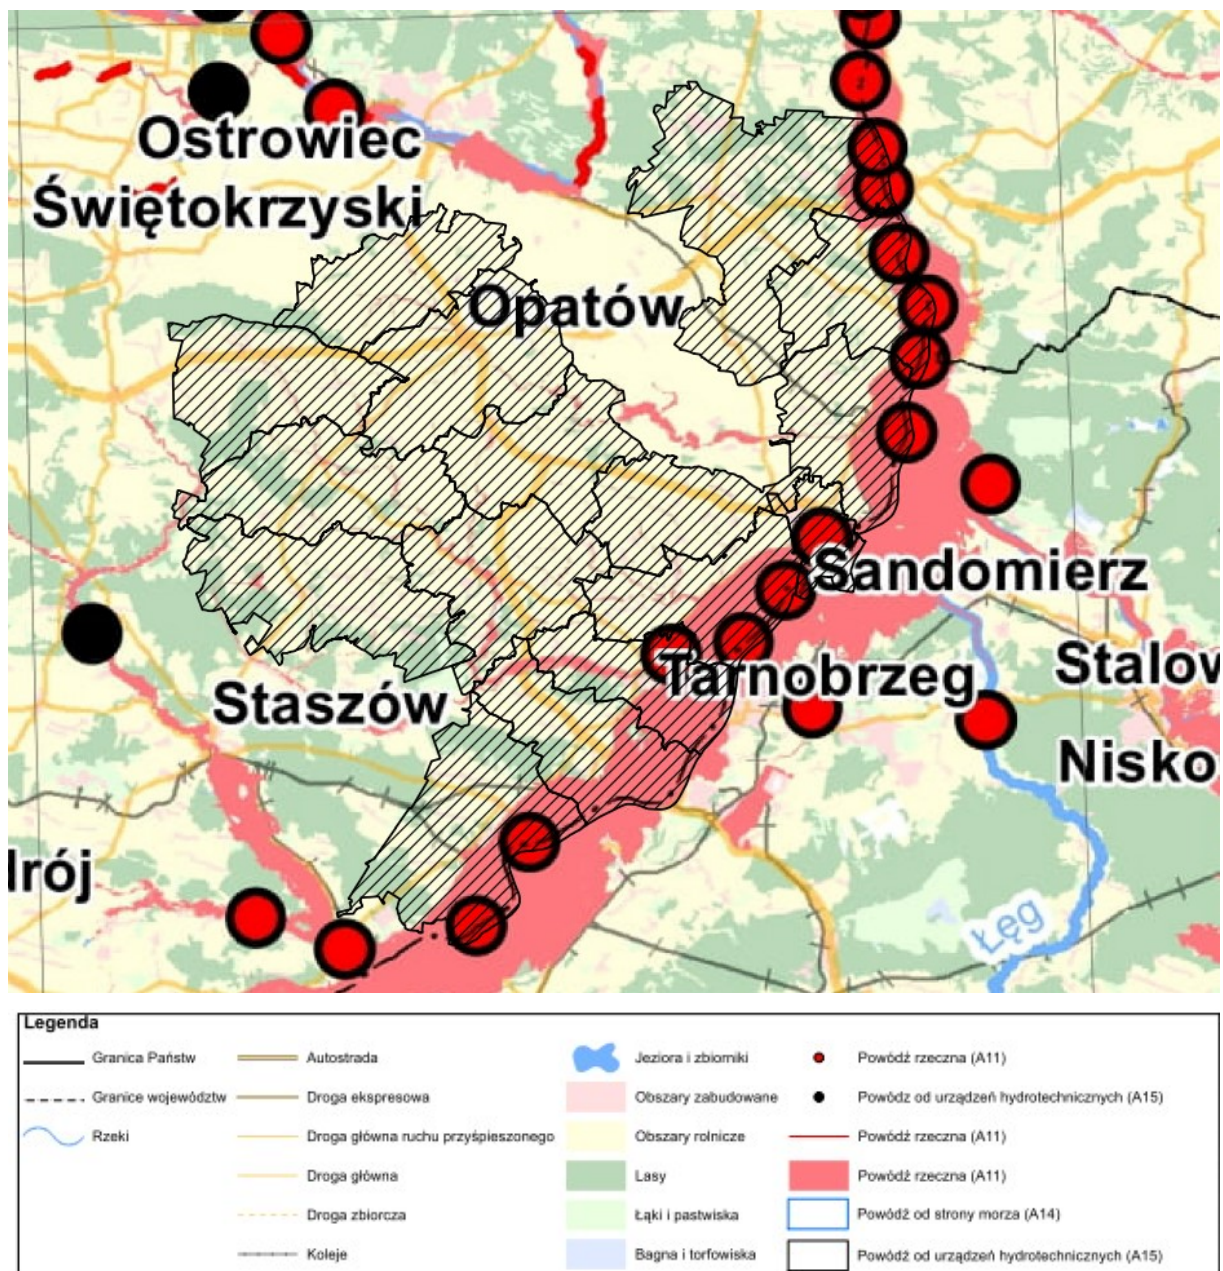 Ostrowiec
Świętokrzyski
Opatów
Sandomierz
Tarnobrzeg
Stalow
Staszów
Nisko
lrój
Łęg
Legenda
Granica Państw
Granice województw
Rzeki
Autostrada
Droga ekspresowa
Droga główna ruchu przyśpieszonego
Droga główna
Droga zbiorcza
Koleje
Jeziora i zbiorniki
Obszary zabudowane
Obszary rolnicze
Lasy
Łąki i pastwiska
Bagna i torfowiska
Powódź rzeczna (A11)
Powódz od urządzeń hydrotechnicznych (A15)
Powódź rzeczna (A11)
Powódź rzeczna (A11)
Powódź od strony morza (A14)
Powódź od urządzeń hydrotechnicznych (A15)